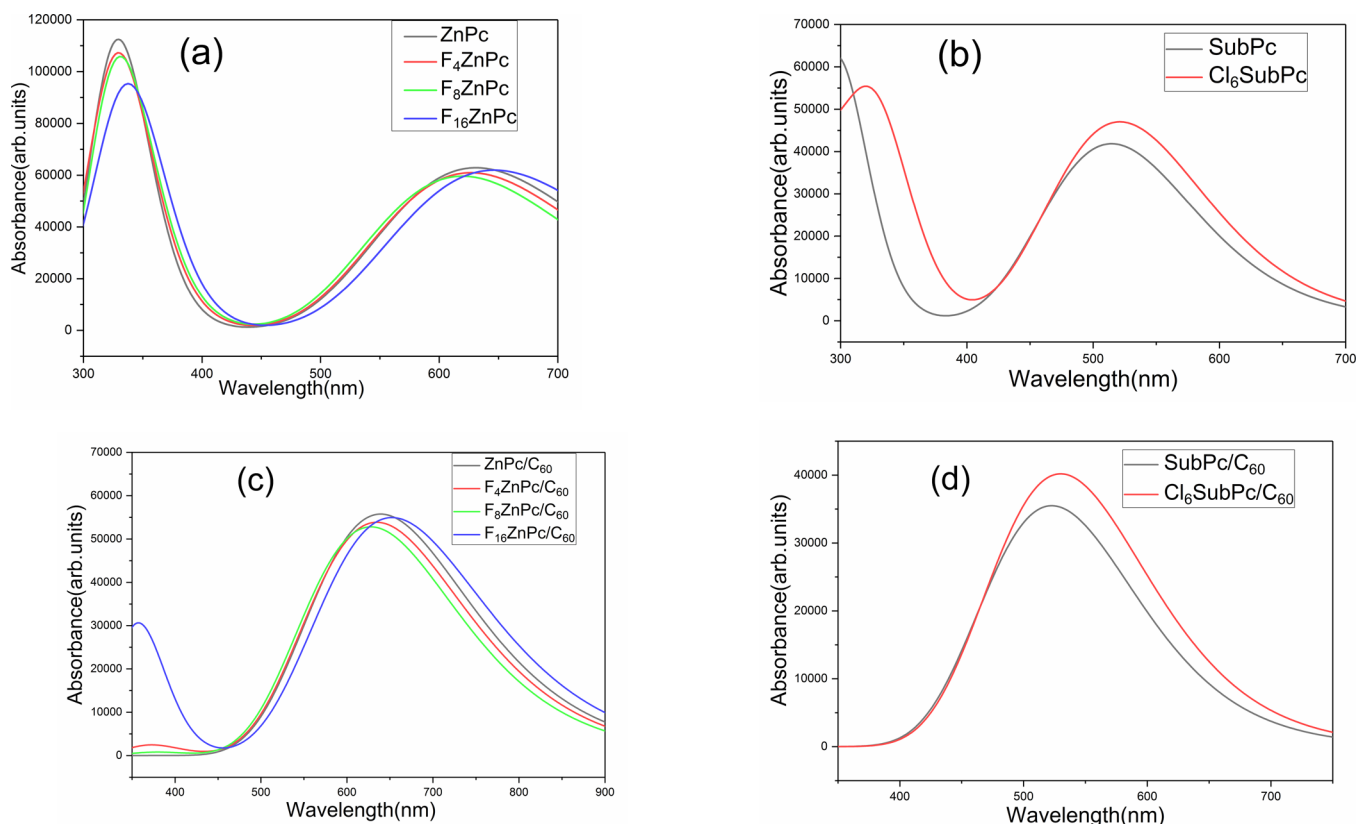 (a)
ZnPc
F₄ZnPc
F₈ZnPc
F₁₆ZnPc
Absorbance(arb.units)
120000
100000
80000
60000
40000
20000
0
300 400 500 600 700
Wavelength(nm)
(b)
SubPc
Cl₆SubPc
Absorbance(arb.units)
70000
60000
50000
40000
30000
20000
10000
0
300 400 500 600 700
Wavelength(nm)
(c)
ZnPc/C₆₀
F₄ZnPc/C₆₀
F₈ZnPc/C₆₀
F₁₆ZnPc/C₆₀
Absorbance(arb.units)
70000
60000
50000
40000
30000
20000
10000
0
400 500 600 700 800 900
Wavelength(nm)
(d)
SubPc/C₆₀
Cl₆SubPc/C₆₀
Absorbance(arb.units)
40000
30000
20000
10000
0
400 500 600 700
Wavelength(nm)